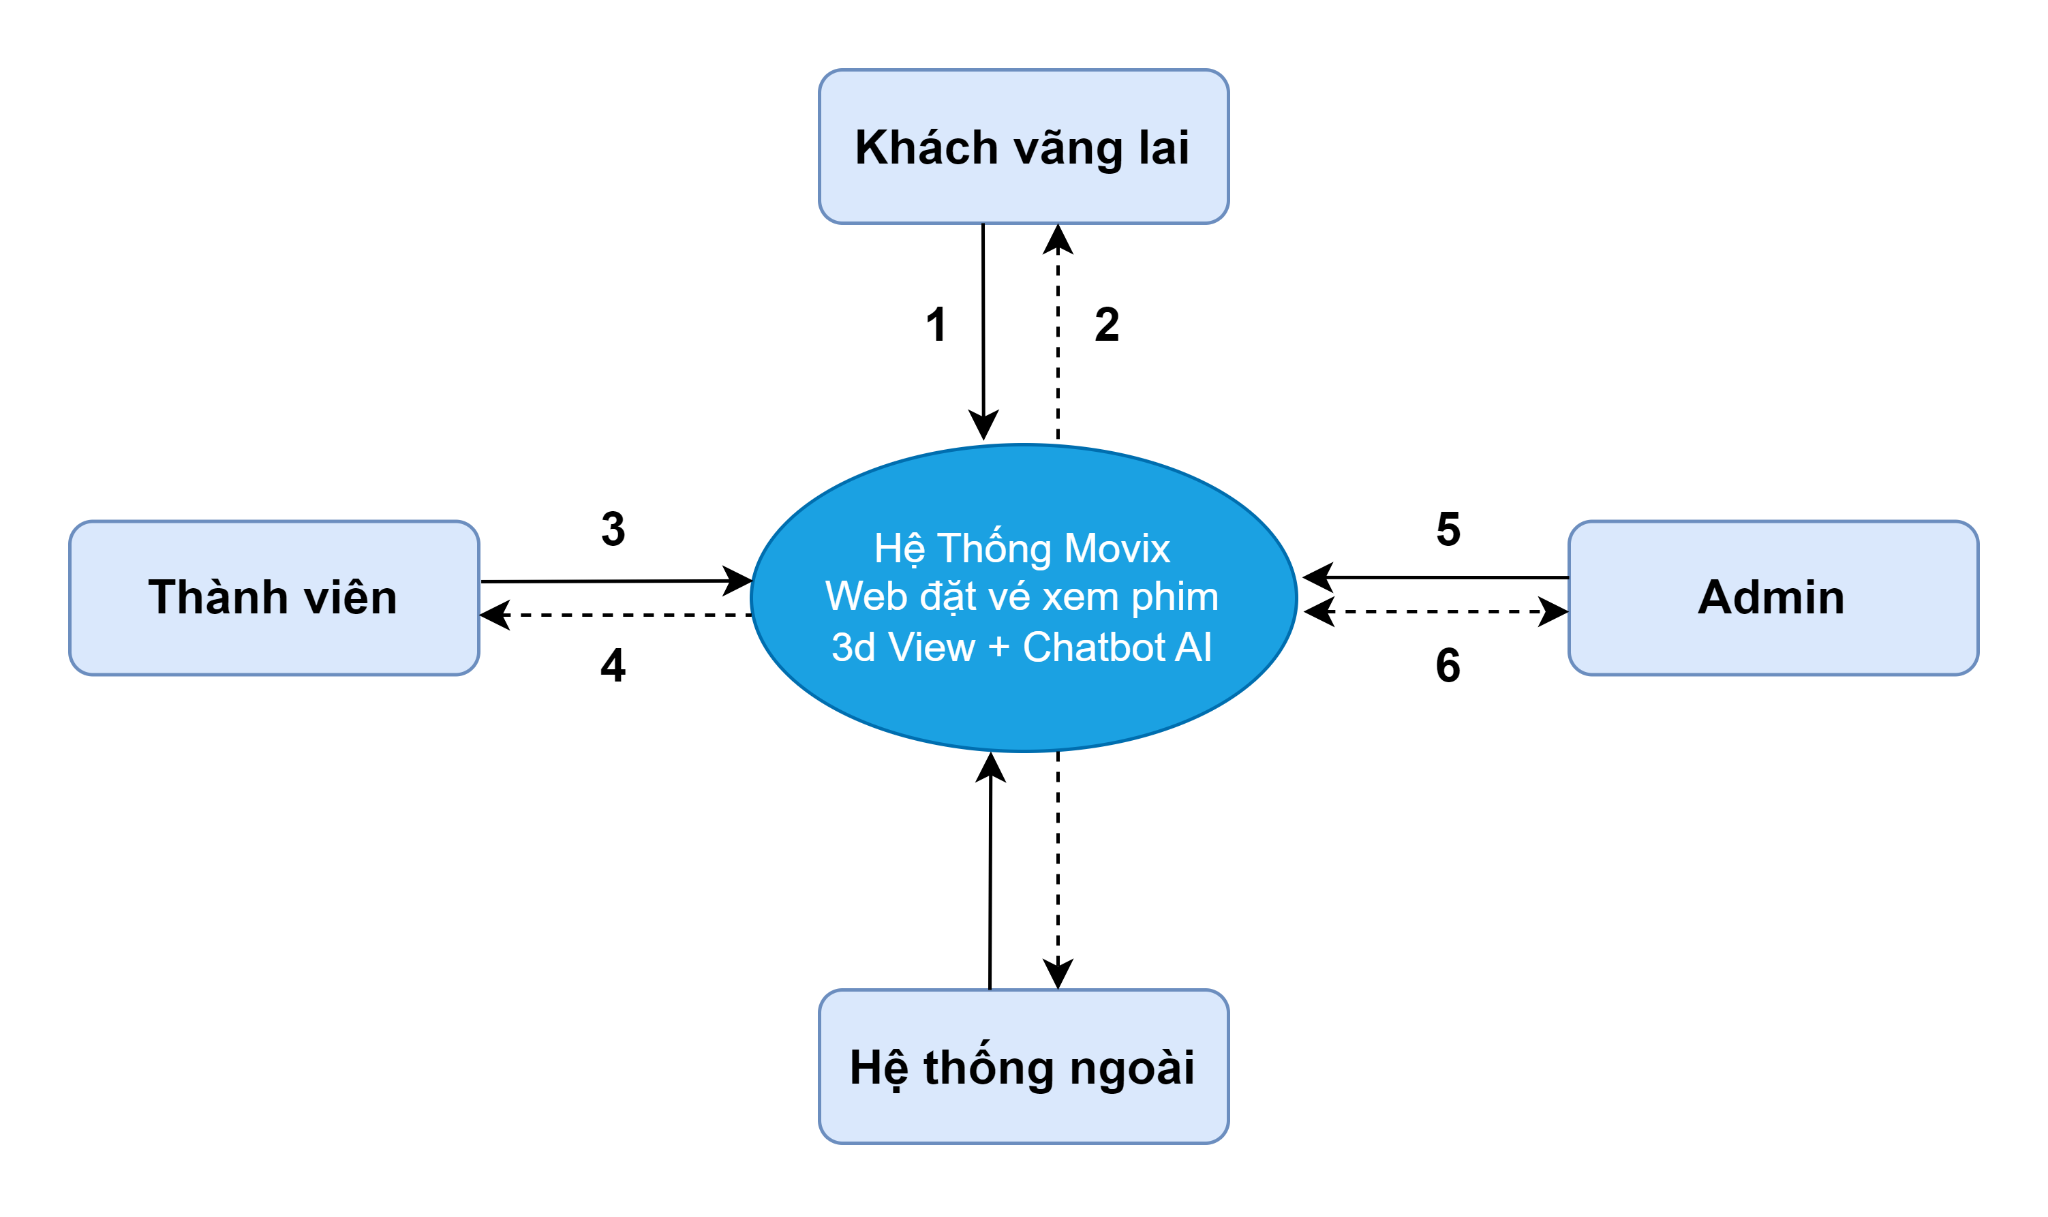 Khách vãng lai
1
2
3
5
Thành viên
Hệ Thống Movix
Web đặt vé xem phim
3d View + Chatbot AI
Admin
4
6
Hệ thống ngoài